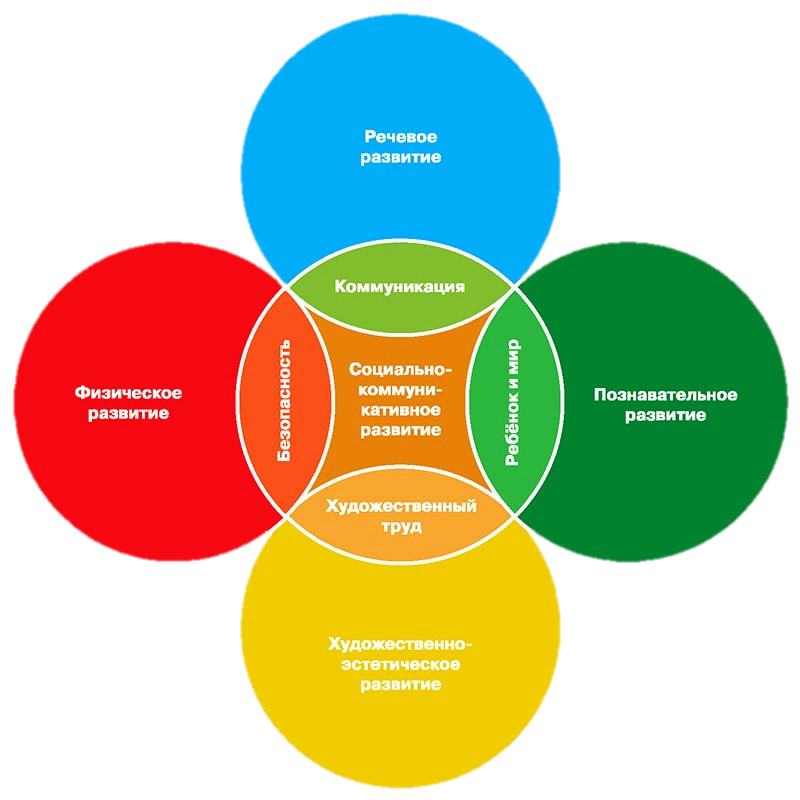 Речевое
развитие
Коммуникация
Физическое
развитие
Безопасность
Социально-
коммуни-
кативное
развитие
Ребёнок и мир
Познавательное
развитие
Художественный
труд
Художественно-
эстетическое
развитие